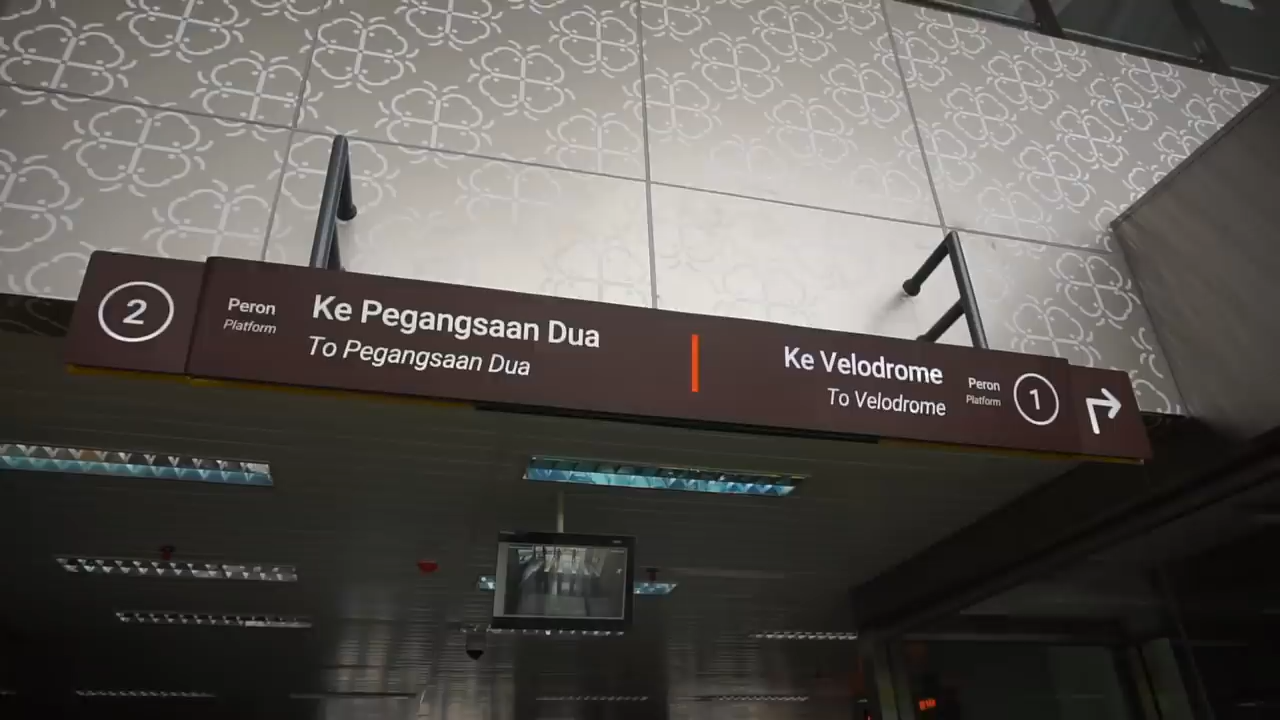 2
Peron
Platform
Ke Pegangsaan Dua
To Pegangsaan Dua
Ke Velodrome
To Velodrome
Peron
Platform
1